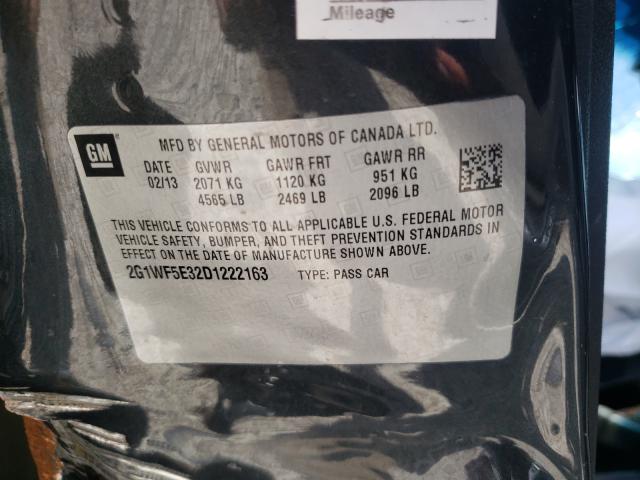 Mileage
GM
MFD BY GENERAL MOTORS OF CANADA LTD.
DATE GVWR GAWR FRT GAWR RR
02/13 2071 KG 1120 KG 951 KG
4565 LB 2469 LB 2096 LB
THIS VEHICLE CONFORMS TO ALL APPLICABLE U.S. FEDERAL MOTOR
VEHICLE SAFETY, BUMPER, AND THEFT PREVENTION STANDARDS IN
EFFECT ON THE DATE OF MANUFACTURE SHOWN ABOVE.
2G1WF5E32D1222163 TYPE: PASS CAR